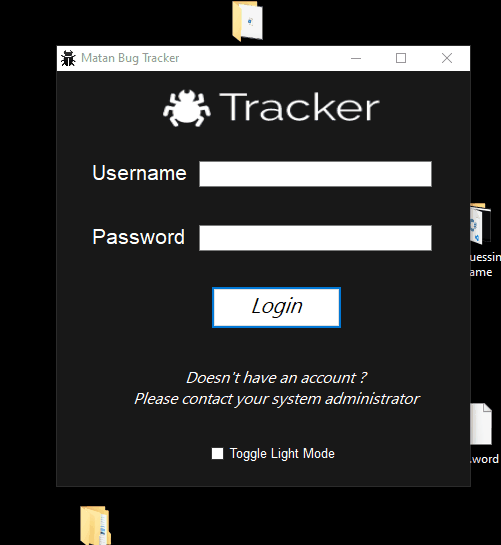 Matan Bug Tracker
Tracker
Username
Password
Login
Doesn't have an account ?
Please contact your system administrator
Toggle Light Mode
uessin
ame
.word